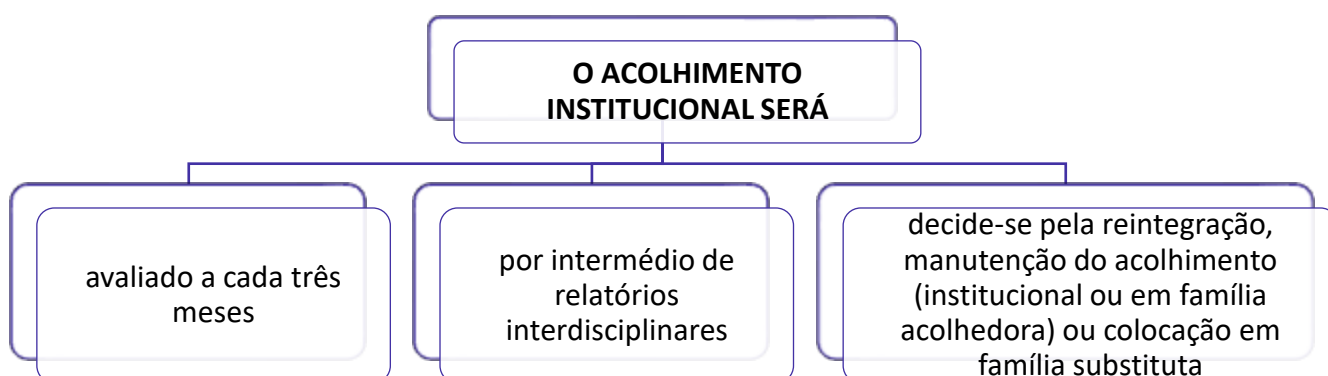 O ACOLHIMENTO
INSTITUCIONAL SERÁ
avaliado a cada três
meses
por intermédio de
relatórios
interdisciplinares
decide-se pela reintegração,
manutenção do acolhimento
(institucional ou em família
acolhedora) ou colocação em
família substituta